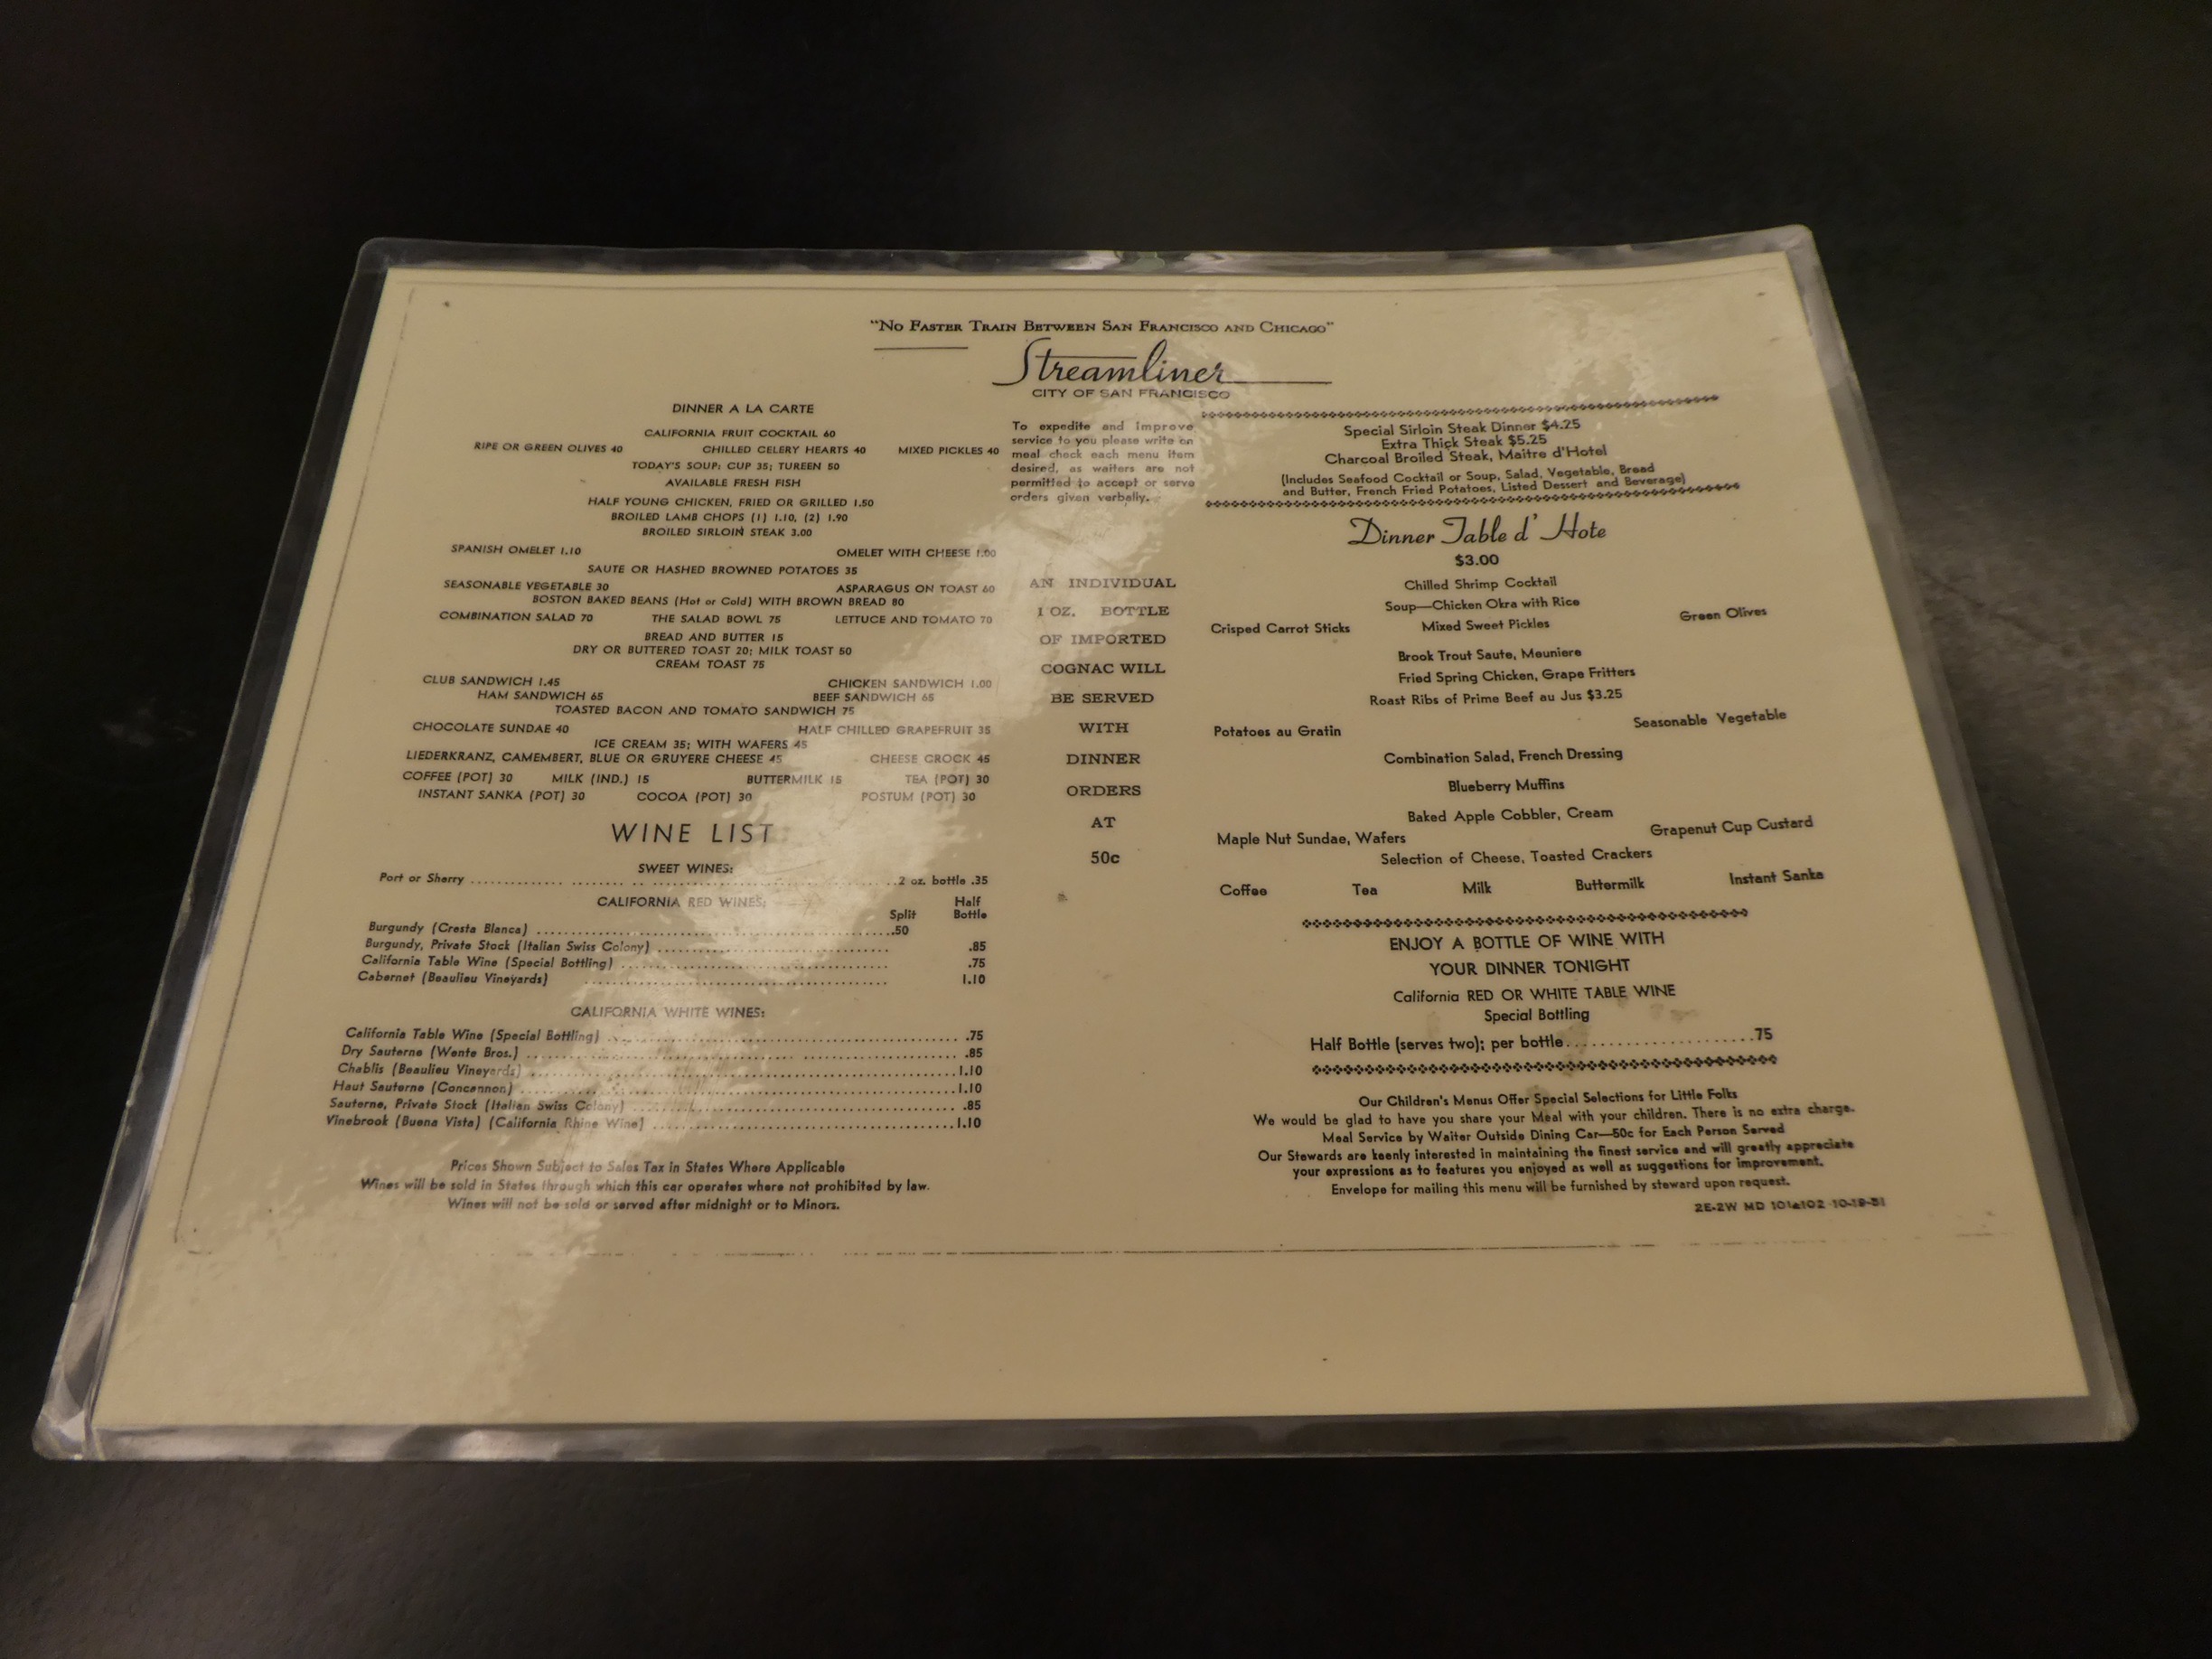 "No Faster Train Between San Francisco and Chicago"
Streamliner
CITY OF SAN FRANCISCO
DINNER A LA CARTE
CALIFORNIA FRUIT COCKTAIL 60
RIPE OR GREEN OLIVES 40 CHILLED CELERY HEARTS 40 MIXED PICKLES 40
TODAY'S SOUP: CUP 35; TUREEN 50
AVAILABLE FRESH FISH
HALF YOUNG CHICKEN, FRIED OR GRILLED 1.50
BROILED LAMB CHOPS (1) 1.10, (2) 1.90
BROILED SIRLOIN STEAK 3.00
SPANISH OMELET 1.10 OMELET WITH CHEESE 1.00
SAUTE OR HASHED BROWNED POTATOES 35
SEASONABLE VEGETABLE 30 ASPARAGUS ON TOAST 60
BOSTON BAKED BEANS (Hot or Cold) WITH BROWN BREAD 80
COMBINATION SALAD 70 THE SALAD BOWL 75 LETTUCE AND TOMATO 70
BREAD AND BUTTER 15
DRY OR BUTTERED TOAST 20; MILK TOAST 50
CREAM TOAST 75
CLUB SANDWICH 1.45 CHICKEN SANDWICH 1.00
HAM SANDWICH 65 BEEF SANDWICH 65
TOASTED BACON AND TOMATO SANDWICH 75
CHOCOLATE SUNDAE 40 HALF CHILLED GRAPEFRUIT 35
ICE CREAM 35; WITH WAFERS 45
LIEDERKRANZ, CAMEMBERT, BLUE OR GRUYERE CHEESE 45 CHEESE CROCK 45
COFFEE (POT) 30 MILK (IND.) 15 BUTTERMILK 15 TEA (POT) 30
INSTANT SANKA (POT) 30 COCOA (POT) 30 POSTUM (POT) 30
WINE LIST
SWEET WINES:
Port or Sherry ........ 2 oz. bottle .35
CALIFORNIA RED WINES: Half
Split Bottle
Burgundy (Cresta Blanca) ........ .50
Burgundy, Private Stock (Italian Swiss Colony) ........ .85
California Table Wine (Special Bottling) ........ .75
Cabernet (Beaulieu Vineyards) ........ 1.10
CALIFORNIA WHITE WINES:
California Table Wine (Special Bottling) ........ .75
Dry Sauterne (Wente Bros.) ........ .85
Chablis (Beaulieu Vineyards) ........ 1.10
Haut Sauterne (Concannon) ........ 1.10
Sauterne, Private Stock (Italian Swiss Colony) ........ .85
Vinebrook (Buena Vista) (California Rhine Wine) ........ 1.10
Prices Shown Subject to Sales Tax in States Where Applicable
Wines will be sold in States through which this car operates where not prohibited by law.
Wines will not be sold or served after midnight or to Minors.
To expedite and improve
service to you please write on
meal check each menu item
desired, as waiters are not
permitted to accept or serve
orders given verbally.
AN INDIVIDUAL
1 OZ. BOTTLE
OF IMPORTED
COGNAC WILL
BE SERVED
WITH
DINNER
ORDERS
AT
50c
Special Sirloin Steak Dinner $4.25
Extra Thick Steak $5.25
Charcoal Broiled Steak, Maitre d'Hotel
(Includes Seafood Cocktail or Soup, Salad, Vegetable, Bread
and Butter, French Fried Potatoes, Listed Dessert and Beverage)
Dinner Table d' Hote
$3.00
Chilled Shrimp Cocktail
Soup—Chicken Okra with Rice
Crisped Carrot Sticks Mixed Sweet Pickles Green Olives
Brook Trout Saute, Meuniere
Fried Spring Chicken, Grape Fritters
Roast Ribs of Prime Beef au Jus $3.25
Potatoes au Gratin Seasonable Vegetable
Combination Salad, French Dressing
Blueberry Muffins
Baked Apple Cobbler, Cream
Maple Nut Sundae, Wafers Grapenut Cup Custard
Selection of Cheese, Toasted Crackers
Coffee Tea Milk Buttermilk Instant Sanka
ENJOY A BOTTLE OF WINE WITH
YOUR DINNER TONIGHT
California RED OR WHITE TABLE WINE
Special Bottling
Half Bottle (serves two); per bottle ........ .75
Our Children's Menus Offer Special Selections for Little Folks
We would be glad to have you share your Meal with your children. There is no extra charge.
Meal Service by Waiter Outside Dining Car—50c for Each Person Served
Our Stewards are keenly interested in maintaining the finest service and will greatly appreciate
your expressions as to features you enjoyed as well as suggestions for improvement.
Envelope for mailing this menu will be furnished by steward upon request.
2E-2W MD 101&102 10-19-51